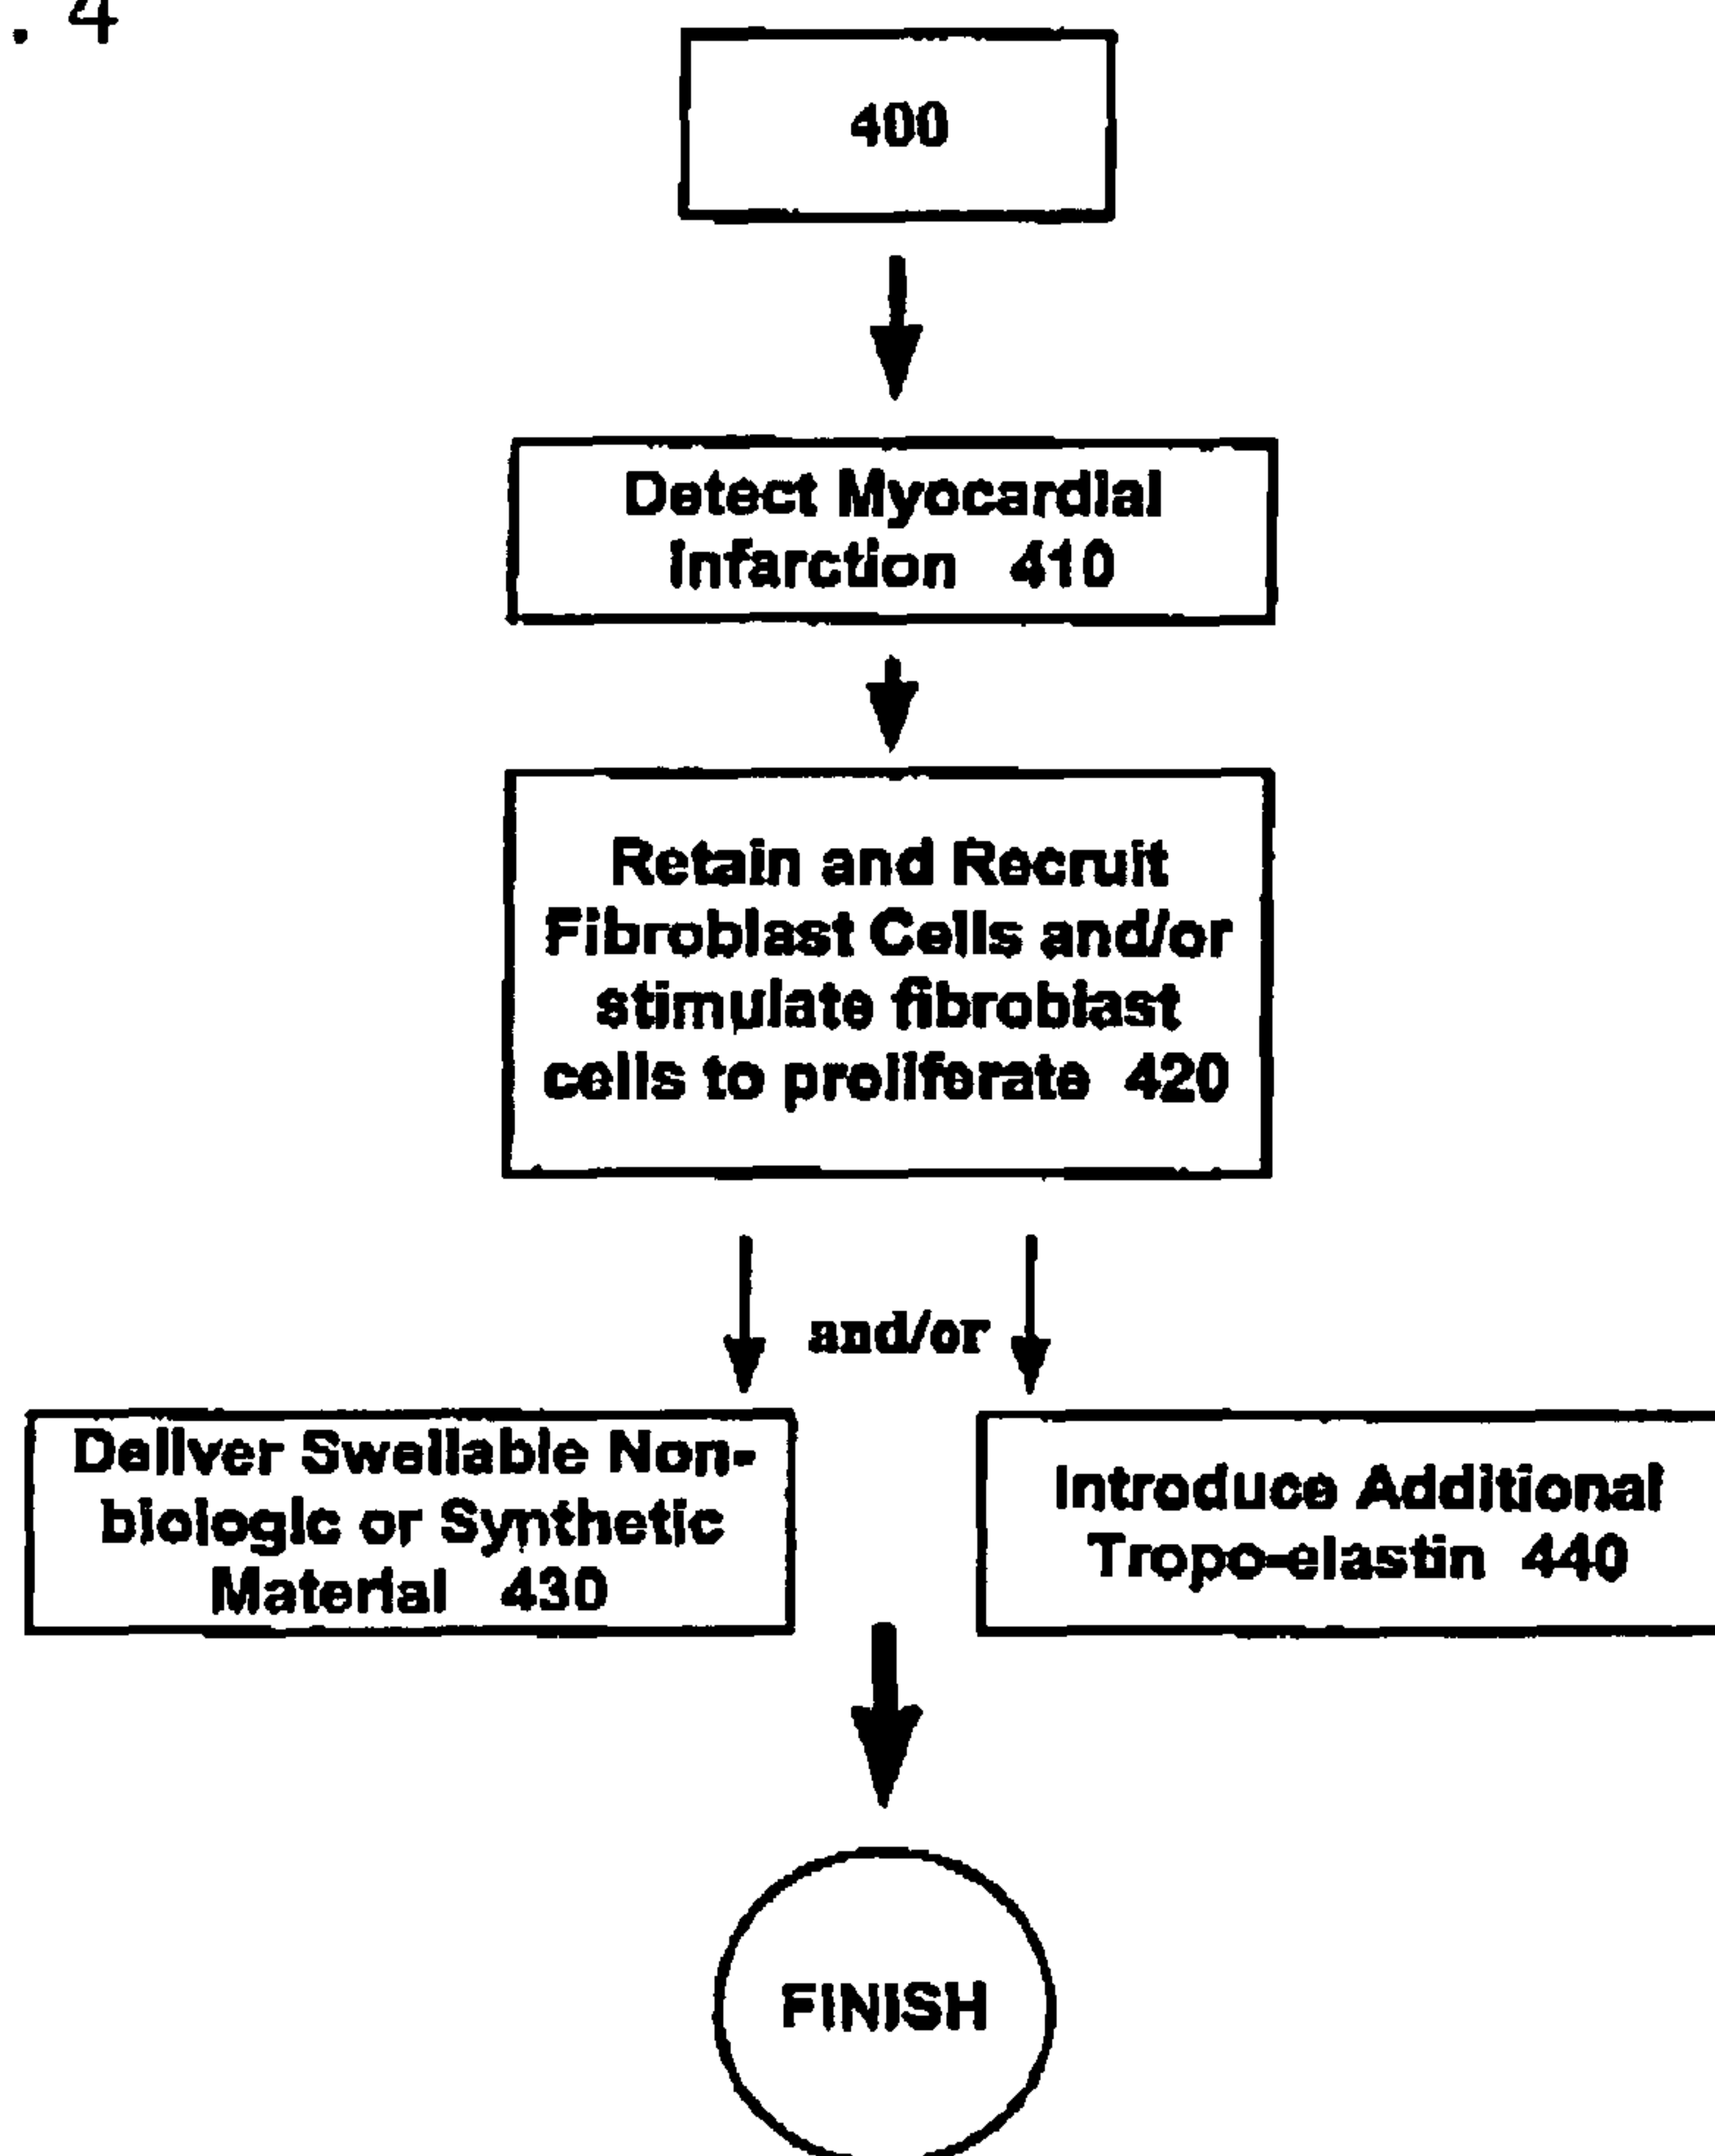 . 4
400
Detect Myocardial
Infarction 410
Retain and Recruit
Fibroblast Cells and/or
stimulate fibroblast
cells to proliferate 420
and/or
Deliver Swellable Non-
biologic or Synthetic
Material 430
Introduce Additional
Tropo-elastin 440
FINISH